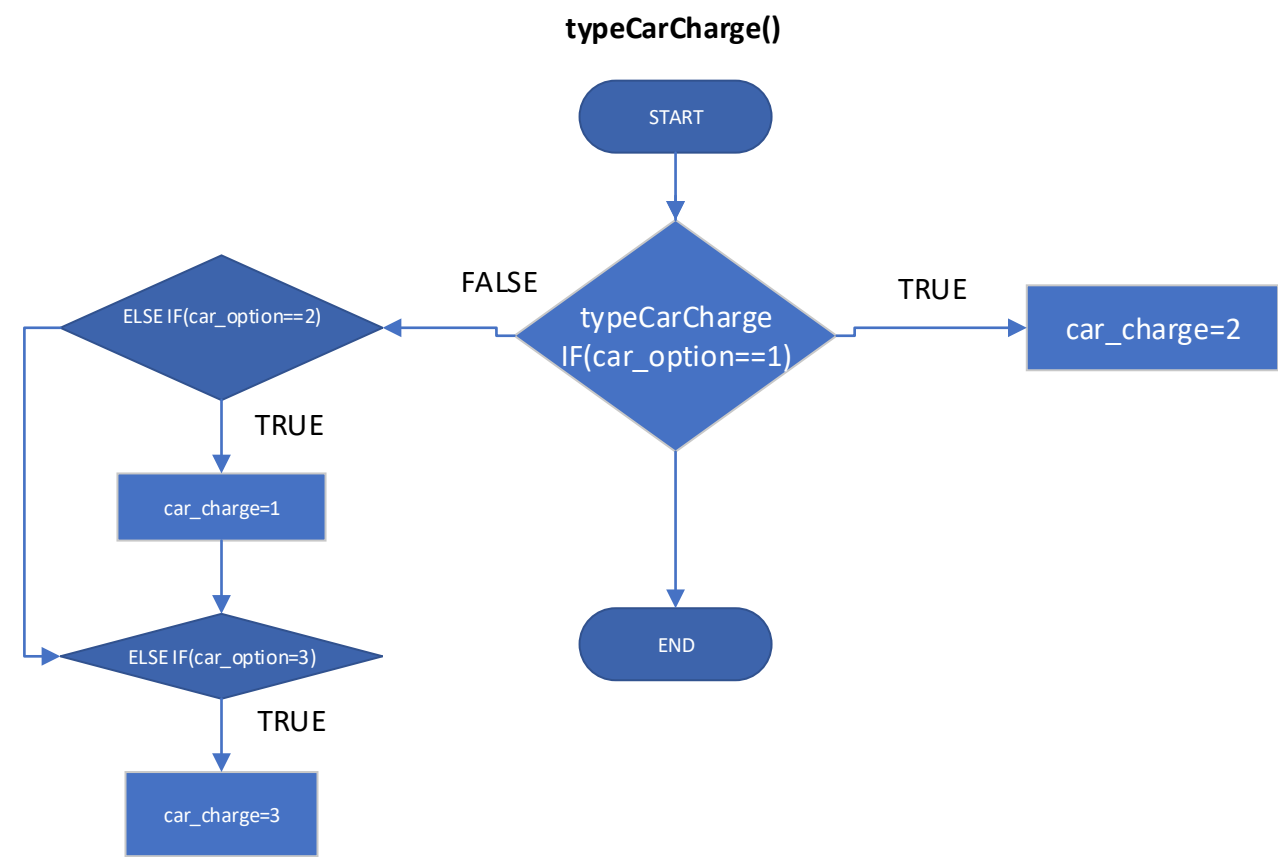 typeCarCharge()
START
FALSE
TRUE
ELSE IF(car_option==2)
typeCarCharge
IF(car_option==1)
car_charge=2
TRUE
car_charge=1
ELSE IF(car_option=3)
END
TRUE
car_charge=3